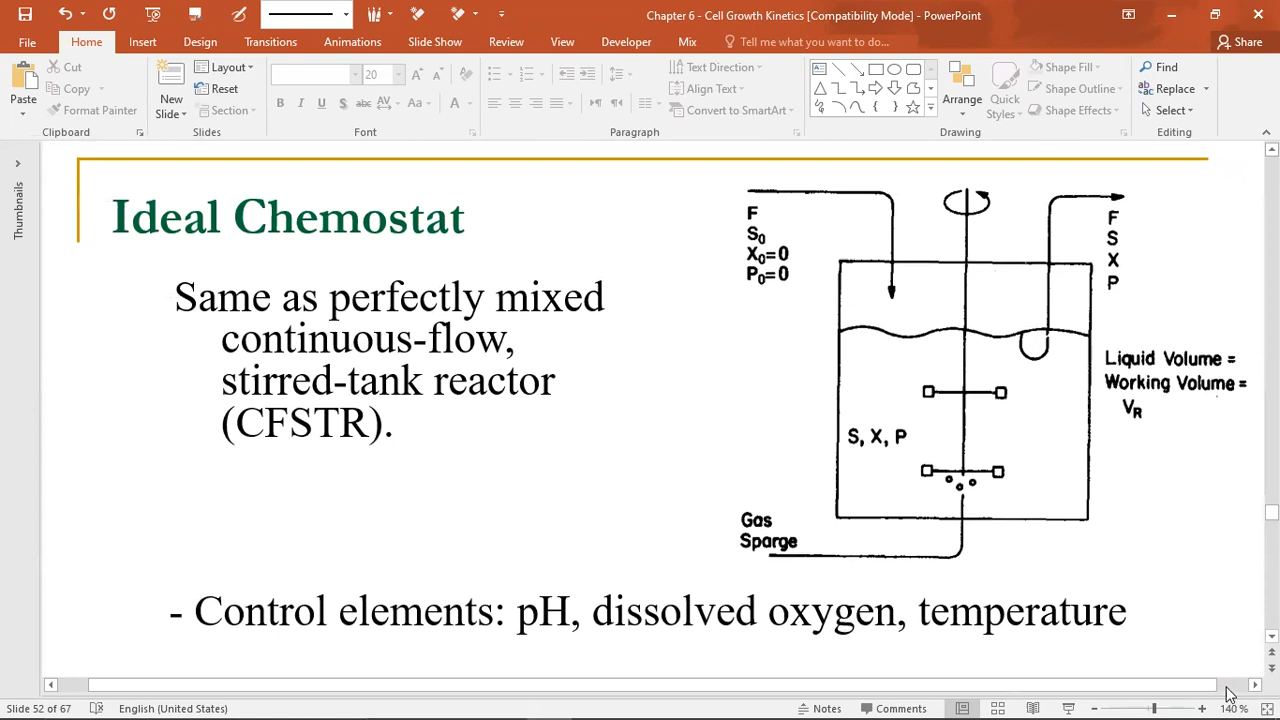 Chapter 6 - Cell Growth Kinetics [Compatibility Mode] - PowerPoint
File Home Insert Design Transitions Animations Slide Show Review View Developer Mix Tell me what you want to do... Share
Paste
Cut
Copy
Format Painter
Clipboard
New Slide
Layout
Reset
Section
Slides
20
B I U S abc AV Aa A
Font
Text Direction
Align Text
Convert to SmartArt
Paragraph
Arrange
Quick Styles
Shape Fill
Shape Outline
Shape Effects
Drawing
Find
Replace
Select
Editing
Thumbnails
Ideal Chemostat
Same as perfectly mixed
continuous-flow,
stirred-tank reactor
(CFSTR).
F
S0
X0=0
P0=0
F
S
X
P
Liquid Volume =
Working Volume =
VR
S, X, P
Gas
Sparge
- Control elements: pH, dissolved oxygen, temperature
Slide 52 of 67 English (United States) Notes Comments 140 %